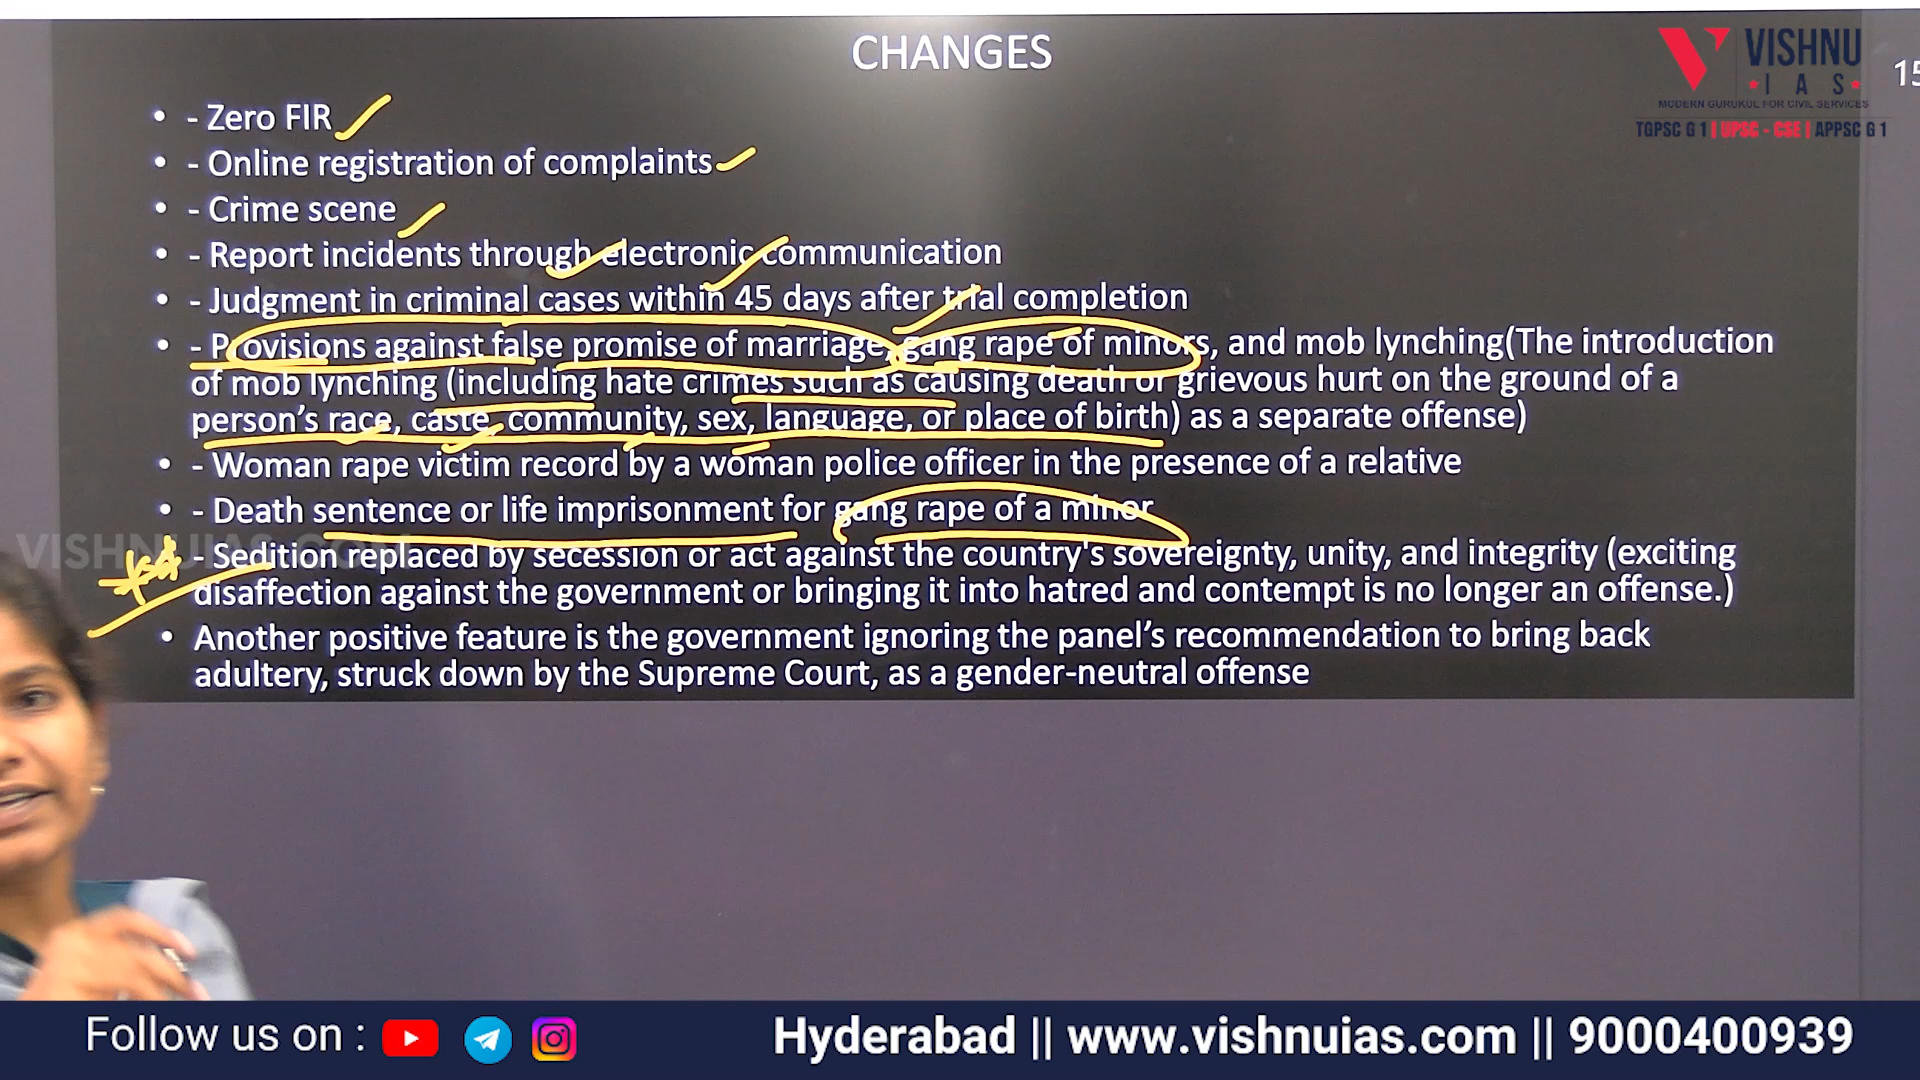 CHANGES
VISHNU
I A S
MODERN GURUKUL FOR CIVIL SERVICES
TGPSC G 1 | UPSC - CSE | APPSC G 1
15
• - Zero FIR
• - Online registration of complaints
• - Crime scene
• - Report incidents through electronic communication
• - Judgment in criminal cases within 45 days after trial completion
• - Provisions against false promise of marriage, gang rape of minors, and mob lynching(The introduction
of mob lynching (including hate crimes such as causing death or grievous hurt on the ground of a
person's race, caste, community, sex, language, or place of birth) as a separate offense)
• - Woman rape victim record by a woman police officer in the presence of a relative
• - Death sentence or life imprisonment for gang rape of a minor
- Sedition replaced by secession or act against the country's sovereignty, unity, and integrity (exciting
disaffection against the government or bringing it into hatred and contempt is no longer an offense.)
• Another positive feature is the government ignoring the panel's recommendation to bring back
adultery, struck down by the Supreme Court, as a gender-neutral offense
VISHNUIAS.COM
Follow us on :
Hyderabad || www.vishnuias.com || 9000400939